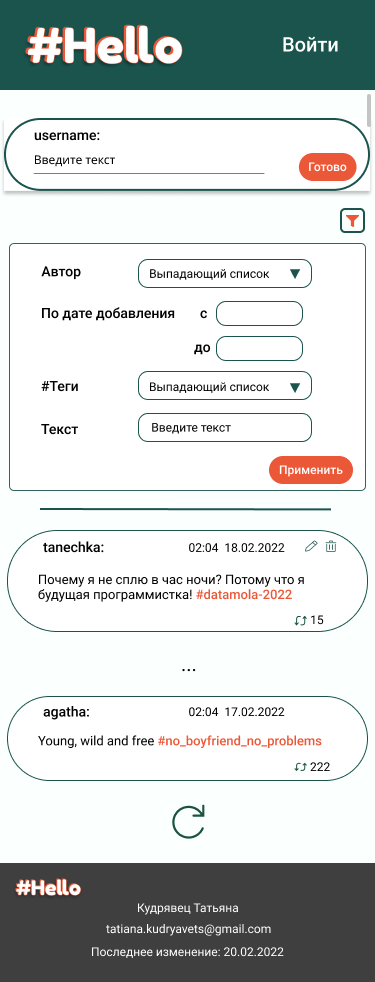 #Hello
Войти
username:
Введите текст
Готово
Автор
Выпадающий список
По дате добавления с
до
#Теги
Выпадающий список
Текст
Введите текст
Применить
tanechka: 02:04 18.02.2022
Почему я не сплю в час ночи? Потому что я
будущая программистка! #datamola-2022
15
...
agatha: 02:04 17.02.2022
Young, wild and free #no_boyfriend_no_problems
222
#Hello
Кудрявец Татьяна
tatiana.kudryavets@gmail.com
Последнее изменение: 20.02.2022